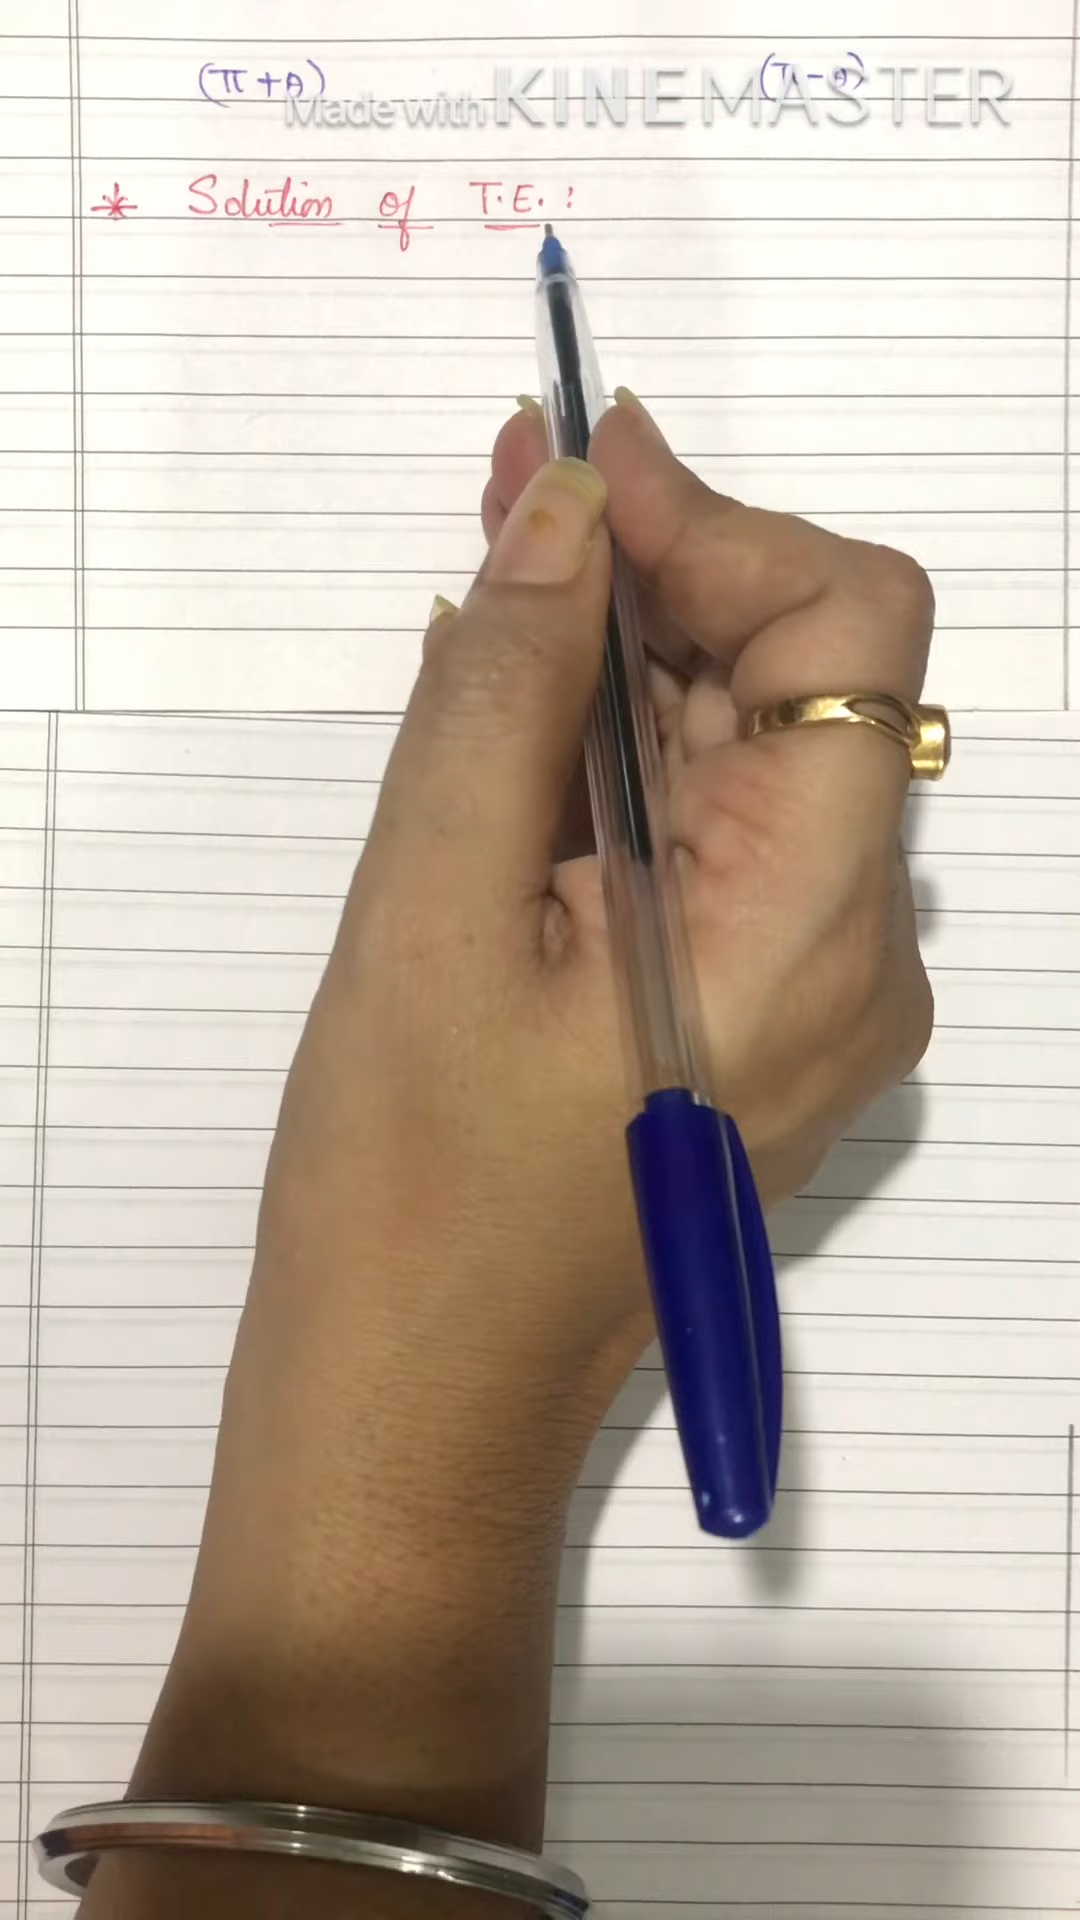 (π+θ) (π-θ)
Made with KINEMASTER
* Solution of T.E. :